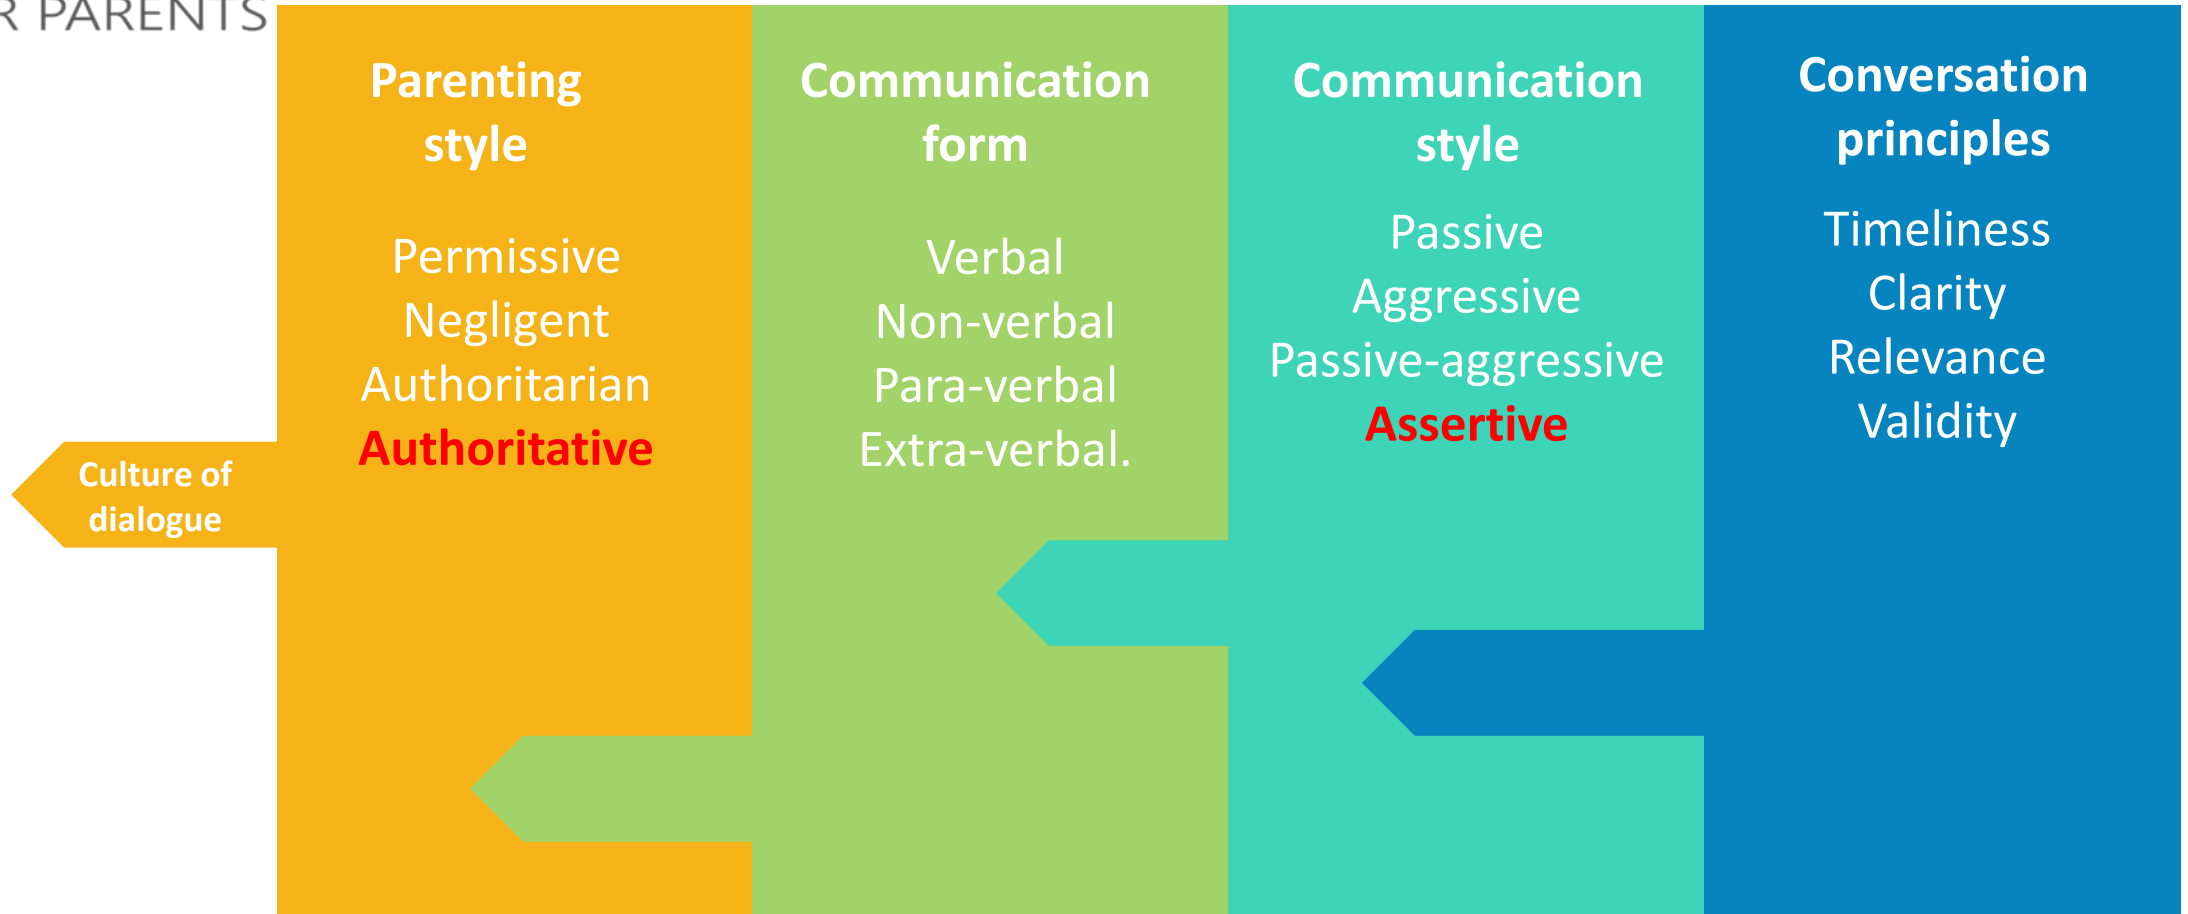 R PARENTS
Parenting
style
Permissive
Negligent
Authoritarian
Authoritative
Culture of
dialogue
Communication
form
Verbal
Non-verbal
Para-verbal
Extra-verbal.
Communication
style
Passive
Aggressive
Passive-aggressive
Assertive
Conversation
principles
Timeliness
Clarity
Relevance
Validity